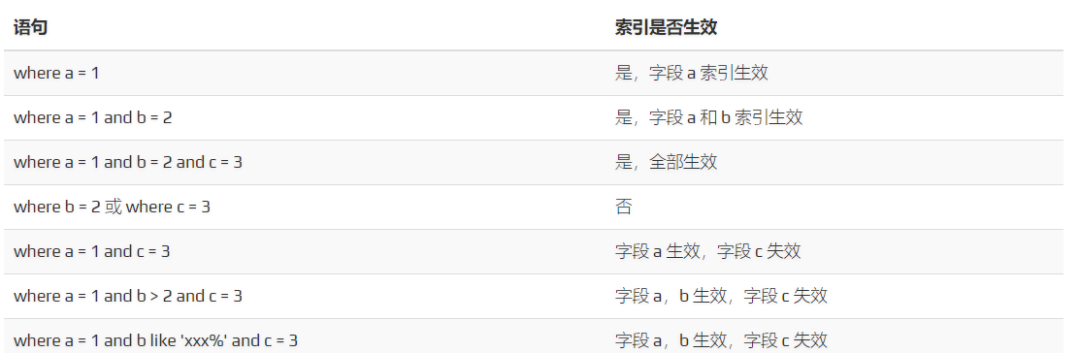 语句 索引是否生效
where a = 1 是，字段 a 索引生效
where a = 1 and b = 2 是，字段 a 和 b 索引生效
where a = 1 and b = 2 and c = 3 是，全部生效
where b = 2 或 where c = 3 否
where a = 1 and c = 3 字段 a 生效，字段 c 失效
where a = 1 and b > 2 and c = 3 字段 a，b 生效，字段 c 失效
where a = 1 and b like 'xxx%' and c = 3 字段 a，b 生效，字段 c 失效